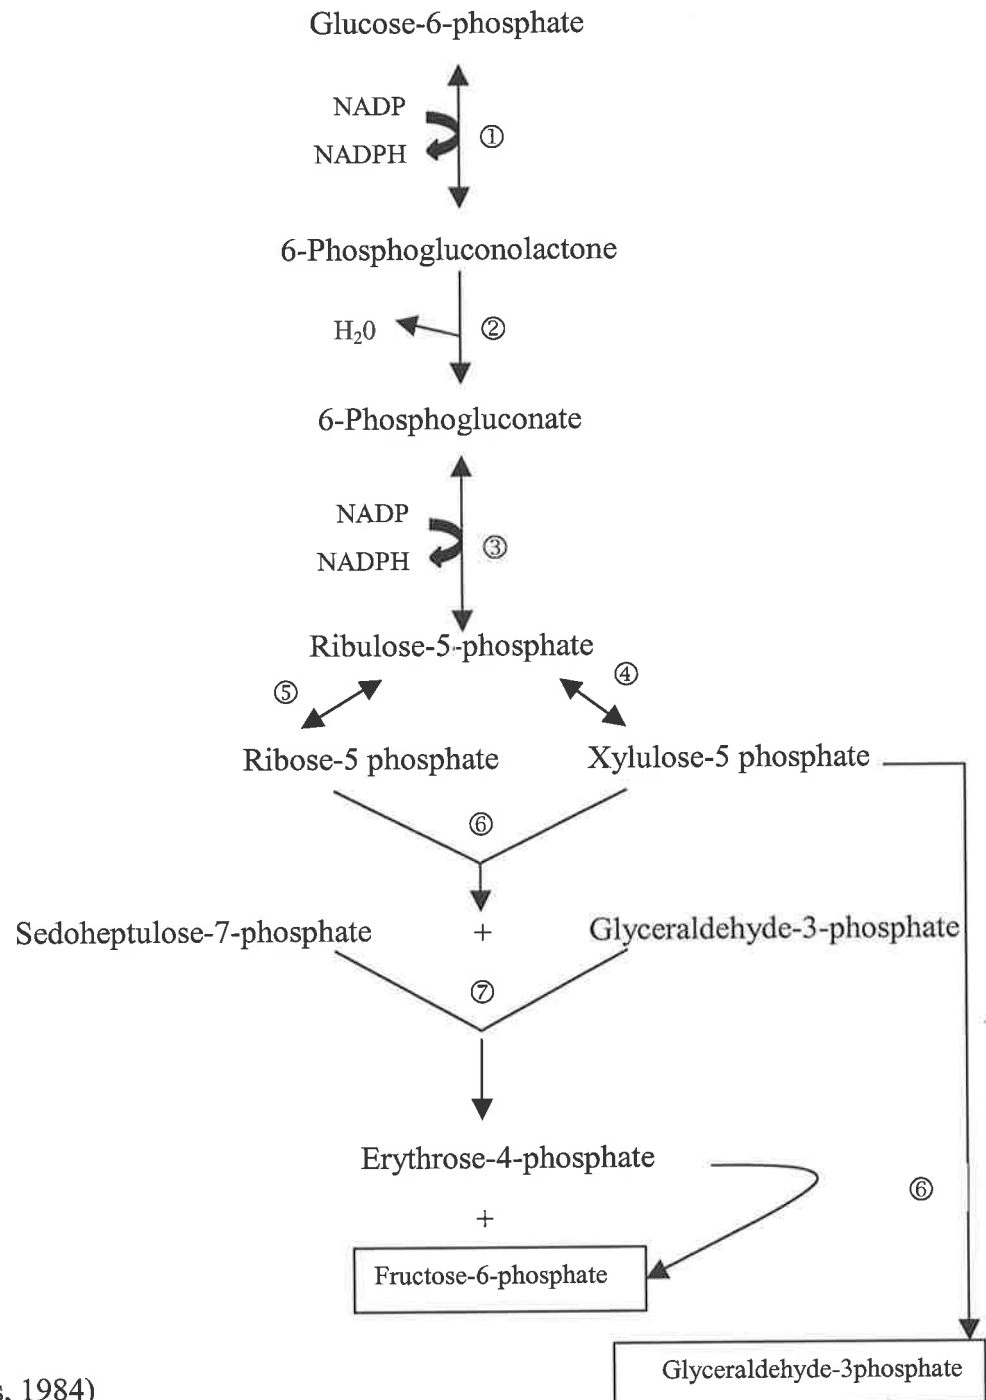 Glucose-6-phosphate
NADP
NADPH
①
6-Phosphogluconolactone
H₂0
②
6-Phosphogluconate
NADP
NADPH
③
Ribulose-5-phosphate
⑤
④
Ribose-5 phosphate
Xylulose-5 phosphate
⑥
Sedoheptulose-7-phosphate
+
Glyceraldehyde-3-phosphate
⑦
Erythrose-4-phosphate
⑥
+
Fructose-6-phosphate
Glyceraldehyde-3phosphate
s, 1984)